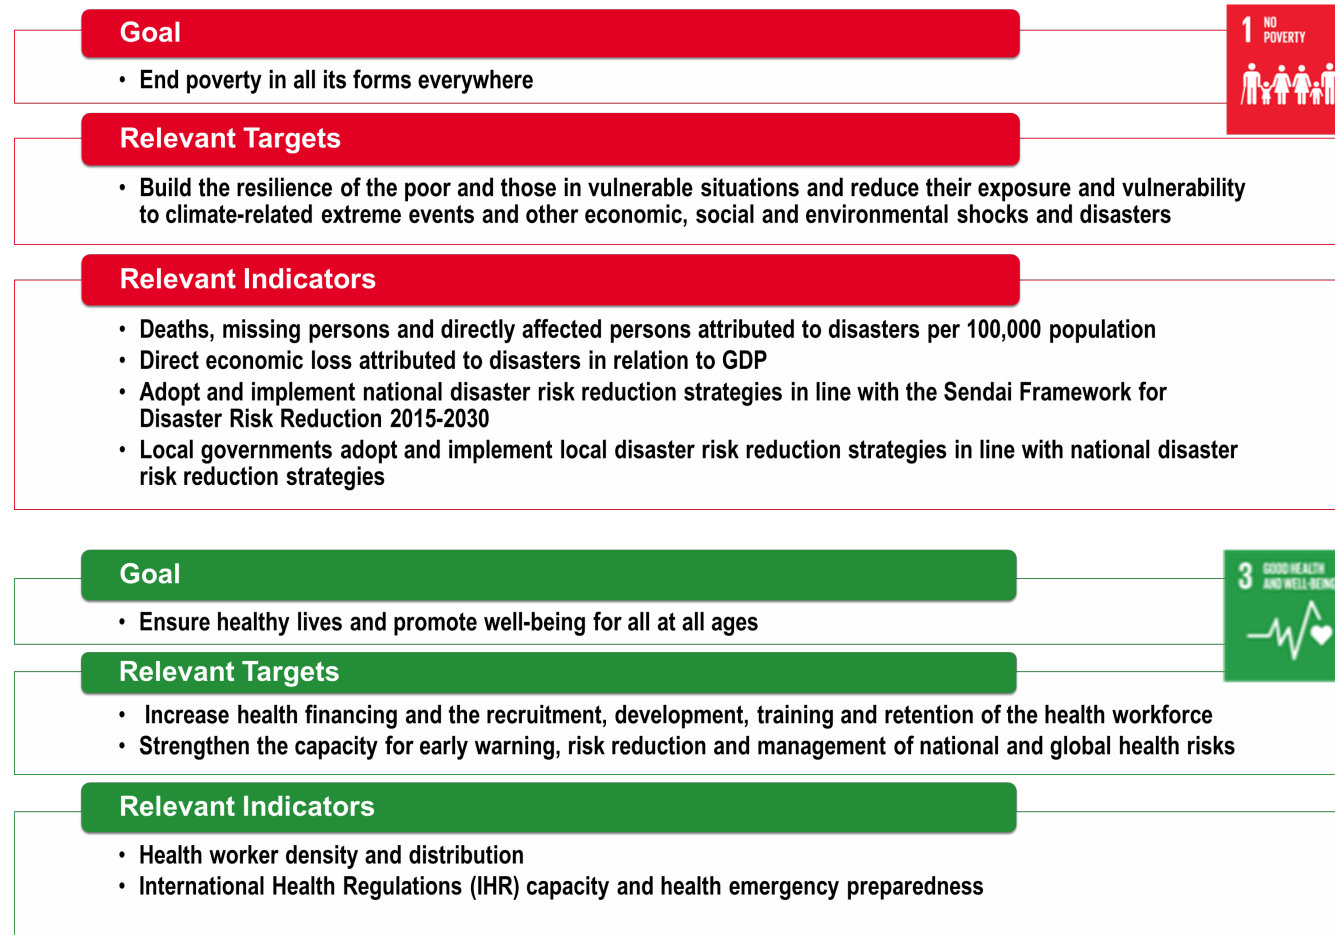 Goal
1 NO
POVERTY
• End poverty in all its forms everywhere
Relevant Targets
• Build the resilience of the poor and those in vulnerable situations and reduce their exposure and vulnerability
to climate-related extreme events and other economic, social and environmental shocks and disasters
Relevant Indicators
• Deaths, missing persons and directly affected persons attributed to disasters per 100,000 population
• Direct economic loss attributed to disasters in relation to GDP
• Adopt and implement national disaster risk reduction strategies in line with the Sendai Framework for
Disaster Risk Reduction 2015-2030
• Local governments adopt and implement local disaster risk reduction strategies in line with national disaster
risk reduction strategies
Goal
3 GOOD HEALTH
AND WELL-BEING
• Ensure healthy lives and promote well-being for all at all ages
Relevant Targets
• Increase health financing and the recruitment, development, training and retention of the health workforce
• Strengthen the capacity for early warning, risk reduction and management of national and global health risks
Relevant Indicators
• Health worker density and distribution
• International Health Regulations (IHR) capacity and health emergency preparedness